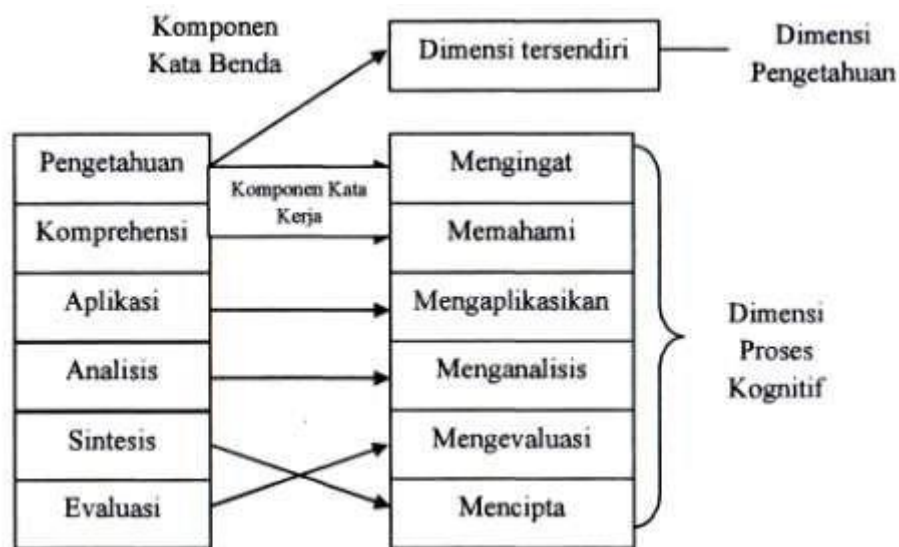 Komponen
Kata Benda
Dimensi tersendiri
Dimensi
Pengetahuan
Pengetahuan
Komprehensi
Aplikasi
Analisis
Sintesis
Evaluasi
Komponen Kata
Kerja
Mengingat
Memahami
Mengaplikasikan
Menganalisis
Mengevaluasi
Mencipta
Dimensi
Proses
Kognitif